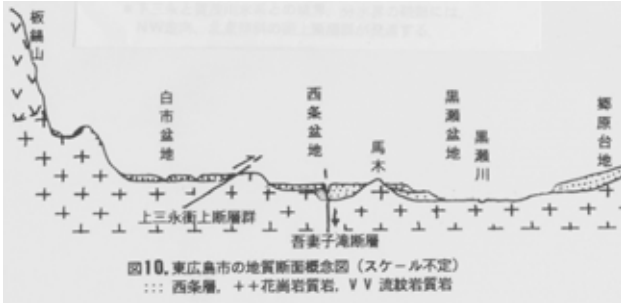 板鍋山
白市盆地
西条盆地
馬木
黒瀬盆地
黒瀬川
郷原台地
上三永衝上断層群
吾妻子滝断層
図10.東広島市の地質断面概念図（スケール不定）
::: 西条層，++花崗岩質岩，VV 流紋岩質岩